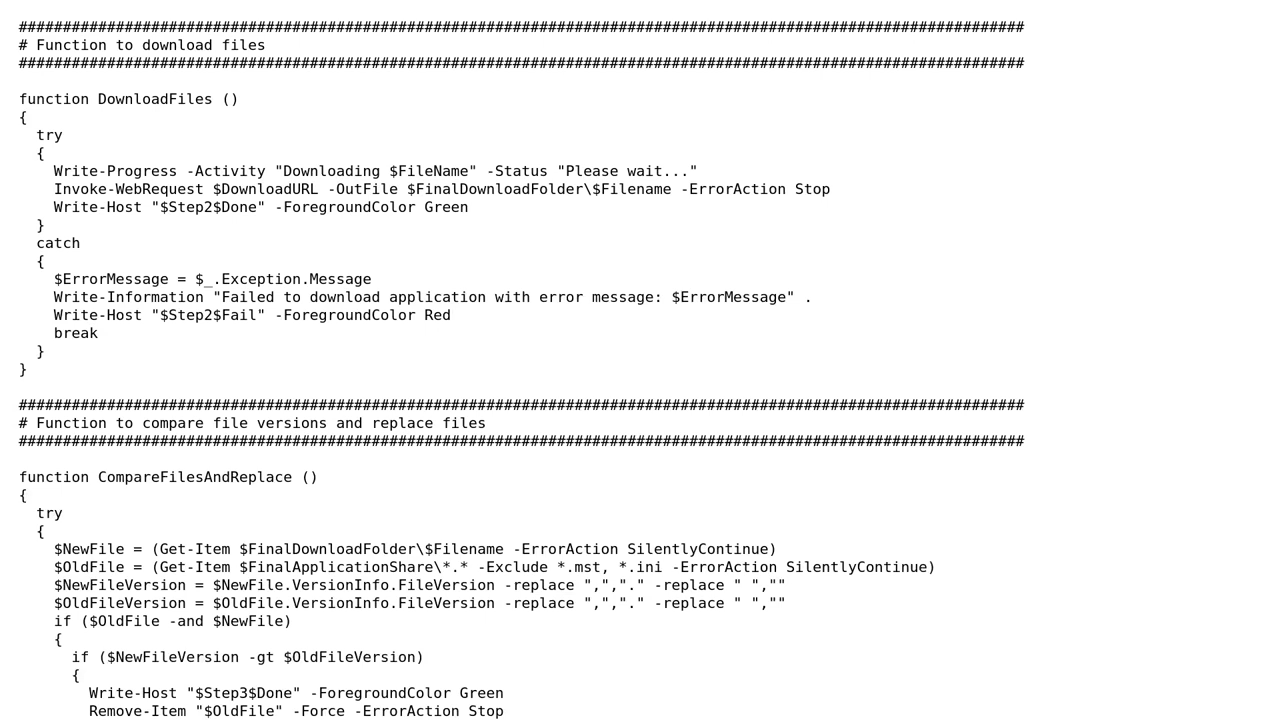 ##################################################################################################################
# Function to download files
##################################################################################################################
function DownloadFiles ()
{
  try
  {
    Write-Progress -Activity "Downloading $FileName" -Status "Please wait..."
    Invoke-WebRequest $DownloadURL -OutFile $FinalDownloadFolder\$Filename -ErrorAction Stop
    Write-Host "$Step2$Done" -ForegroundColor Green
  }
  catch
  {
    $ErrorMessage = $_.Exception.Message
    Write-Information "Failed to download application with error message: $ErrorMessage" .
    Write-Host "$Step2$Fail" -ForegroundColor Red
    break
  }
}
##################################################################################################################
# Function to compare file versions and replace files
##################################################################################################################
function CompareFilesAndReplace ()
{
  try
  {
    $NewFile = (Get-Item $FinalDownloadFolder\$Filename -ErrorAction SilentlyContinue)
    $OldFile = (Get-Item $FinalApplicationShare\*.* -Exclude *.mst, *.ini -ErrorAction SilentlyContinue)
    $NewFileVersion = $NewFile.VersionInfo.FileVersion -replace ",","." -replace " ",""
    $OldFileVersion = $OldFile.VersionInfo.FileVersion -replace ",","." -replace " ",""
    if ($OldFile -and $NewFile)
    {
      if ($NewFileVersion -gt $OldFileVersion)
      {
        Write-Host "$Step3$Done" -ForegroundColor Green
        Remove-Item "$OldFile" -Force -ErrorAction Stop